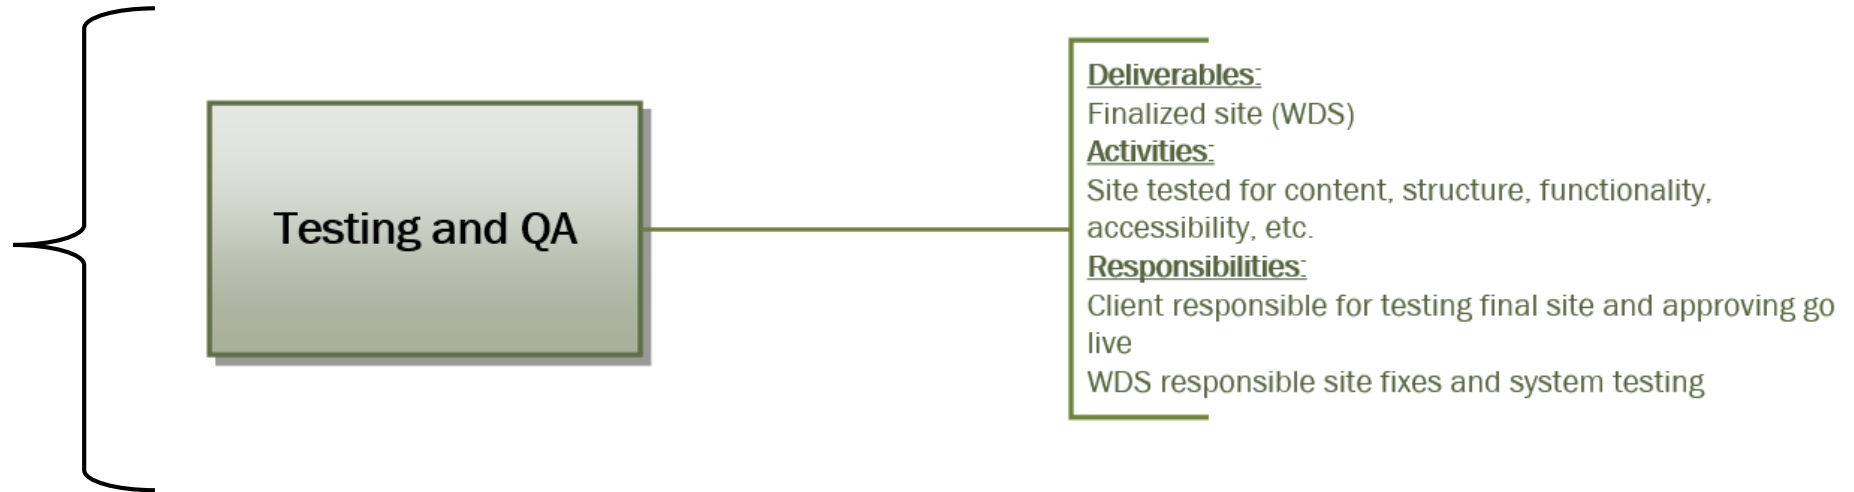 Testing and QA
Deliverables:
Finalized site (WDS)
Activities:
Site tested for content, structure, functionality,
accessibility, etc.
Responsibilities:
Client responsible for testing final site and approving go
live
WDS responsible site fixes and system testing